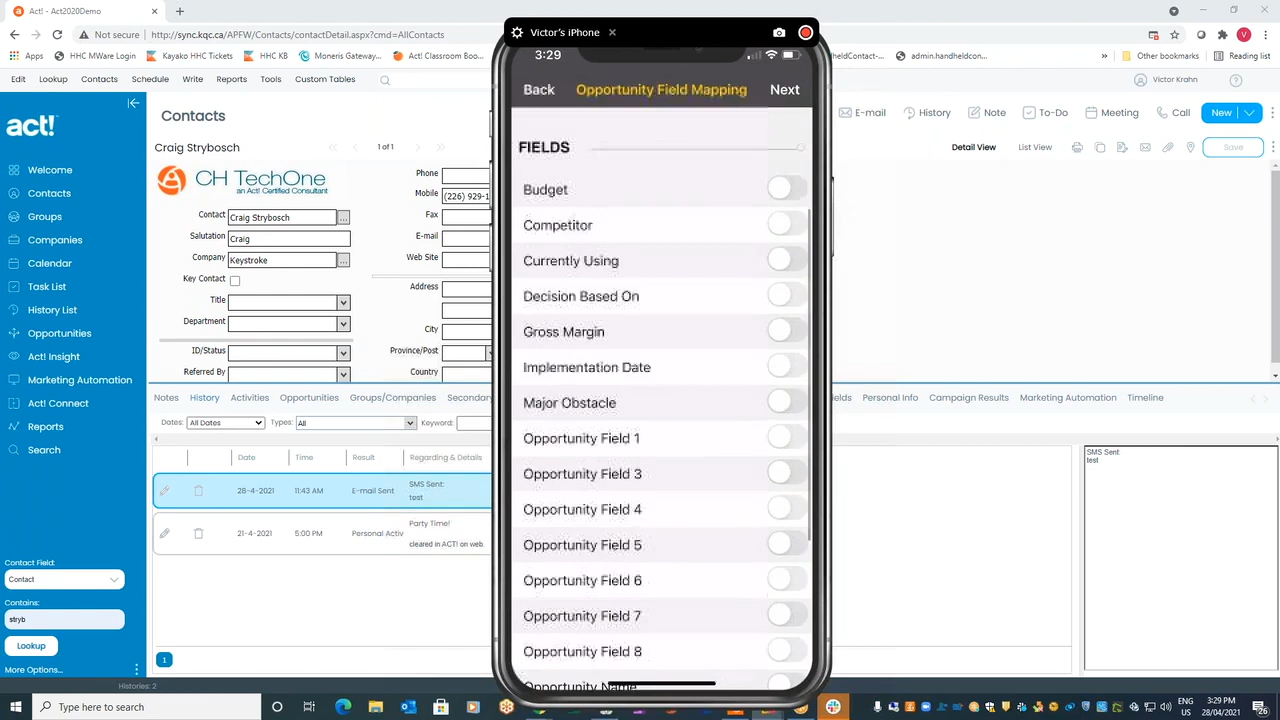 Act! - Act2020Demo
Victor's iPhone
Not secure
http://sync.kqc.ca/APFW/Contacts/contactDetail.aspx?cmd=AllContacts
Apps
HHC MWare Login
Kayako HHC Tickets
HHC KB
Moneris Gateway...
Act! Classroom Boo...
HandheldContact-...
admin.handheldcon...
Other bookmarks
Reading list
Edit Lookup Contacts Schedule Write Reports Tools Custom Tables
Victor Krahn
act!
Welcome
Contacts
Groups
Companies
Calendar
Task List
History List
Opportunities
Act! Insight
Marketing Automation
Act! Connect
Reports
Search
Contact Field:
Contact
Contains:
stryb
Lookup
More Options...
Contacts
E-mail History Note To-Do Meeting Call New
Craig Strybosch
1 of 1
Detail View List View Save
CH TechOne
an Act! Certified Consultant
Contact Craig Strybosch
Salutation Craig
Company Keystroke
Key Contact
Title
Department
ID/Status
Referred By
Phone
Mobile (226) 929-1
Fax
E-mail
Web Site
Address
City
Province/Post
Country
Notes History Activities Opportunities Groups/Companies Secondary
ields Personal Info Campaign Results Marketing Automation Timeline
Dates: All Dates Types: All Keyword:
Date Time Result Regarding & Details
28-4-2021 11:43 AM E-mail Sent SMS Sent:
test
21-4-2021 5:00 PM Personal Activ Party Time!
cleared in ACT! on web
SMS Sent:
test
1
Histories: 2
3:29
Back Opportunity Field Mapping Next
FIELDS
Budget
Competitor
Currently Using
Decision Based On
Gross Margin
Implementation Date
Major Obstacle
Opportunity Field 1
Opportunity Field 3
Opportunity Field 4
Opportunity Field 5
Opportunity Field 6
Opportunity Field 7
Opportunity Field 8
Opportunity Name
Type here to search
ENG
US
3:29 PM
28/04/2021